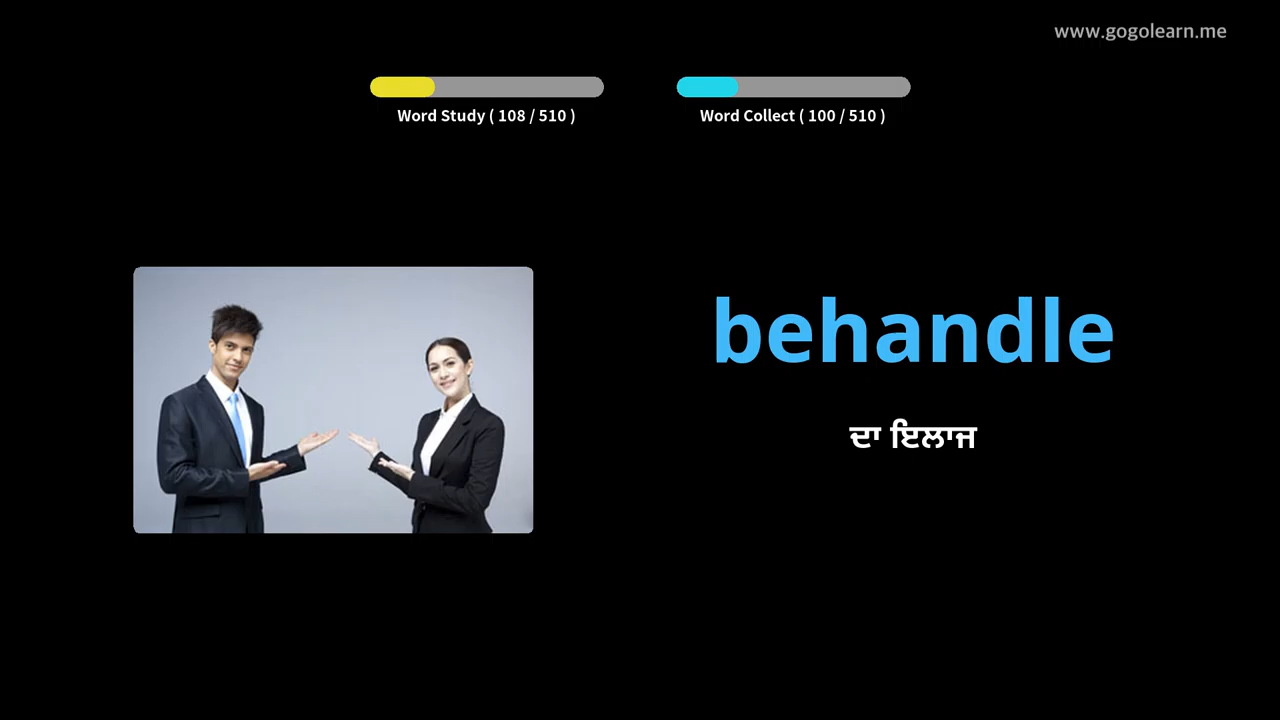 www.gogolearn.me
Word Study ( 108 / 510 )
Word Collect ( 100 / 510 )
behandle
ਦਾ ਇਲਾਜ